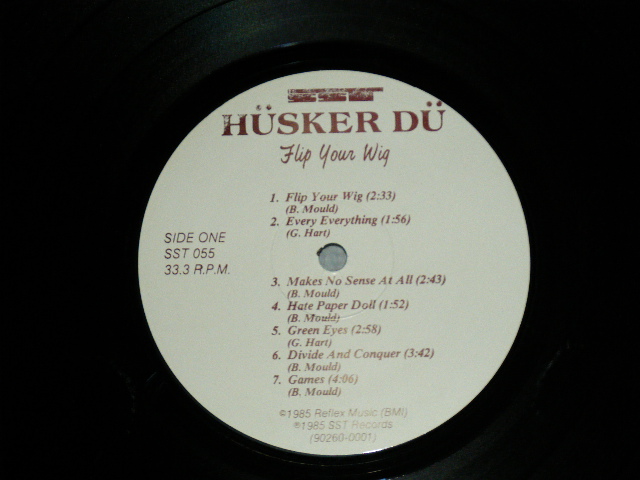 SST
HÜSKER DÜ
Flip Your Wig
1. Flip Your Wig (2:33)
(B. Mould)
2. Every Everything (1:56)
(G. Hart)
SIDE ONE
SST 055
33.3 R.P.M.
3. Makes No Sense At All (2:43)
(B. Mould)
4. Hate Paper Doll (1:52)
(B. Mould)
5. Green Eyes (2:58)
(G. Hart)
6. Divide And Conquer (3:42)
(B. Mould)
7. Games (4:06)
(B. Mould)
©1985 Reflex Music (BMI)
℗1985 SST Records
(90260-0001)